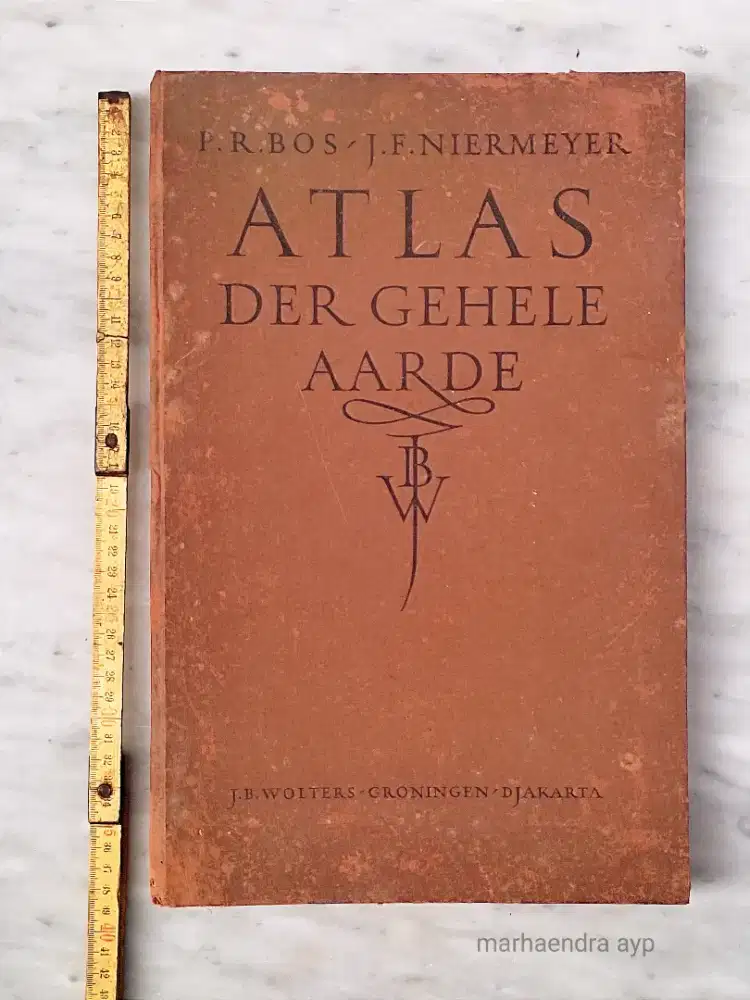 P.R.BOS-J.F.NIERMEYER
ATLAS
DER GEHELE
AARDE
JBW
J.B.WOLTERS-GRONINGEN-DJAKARTA
marhaendra ayp